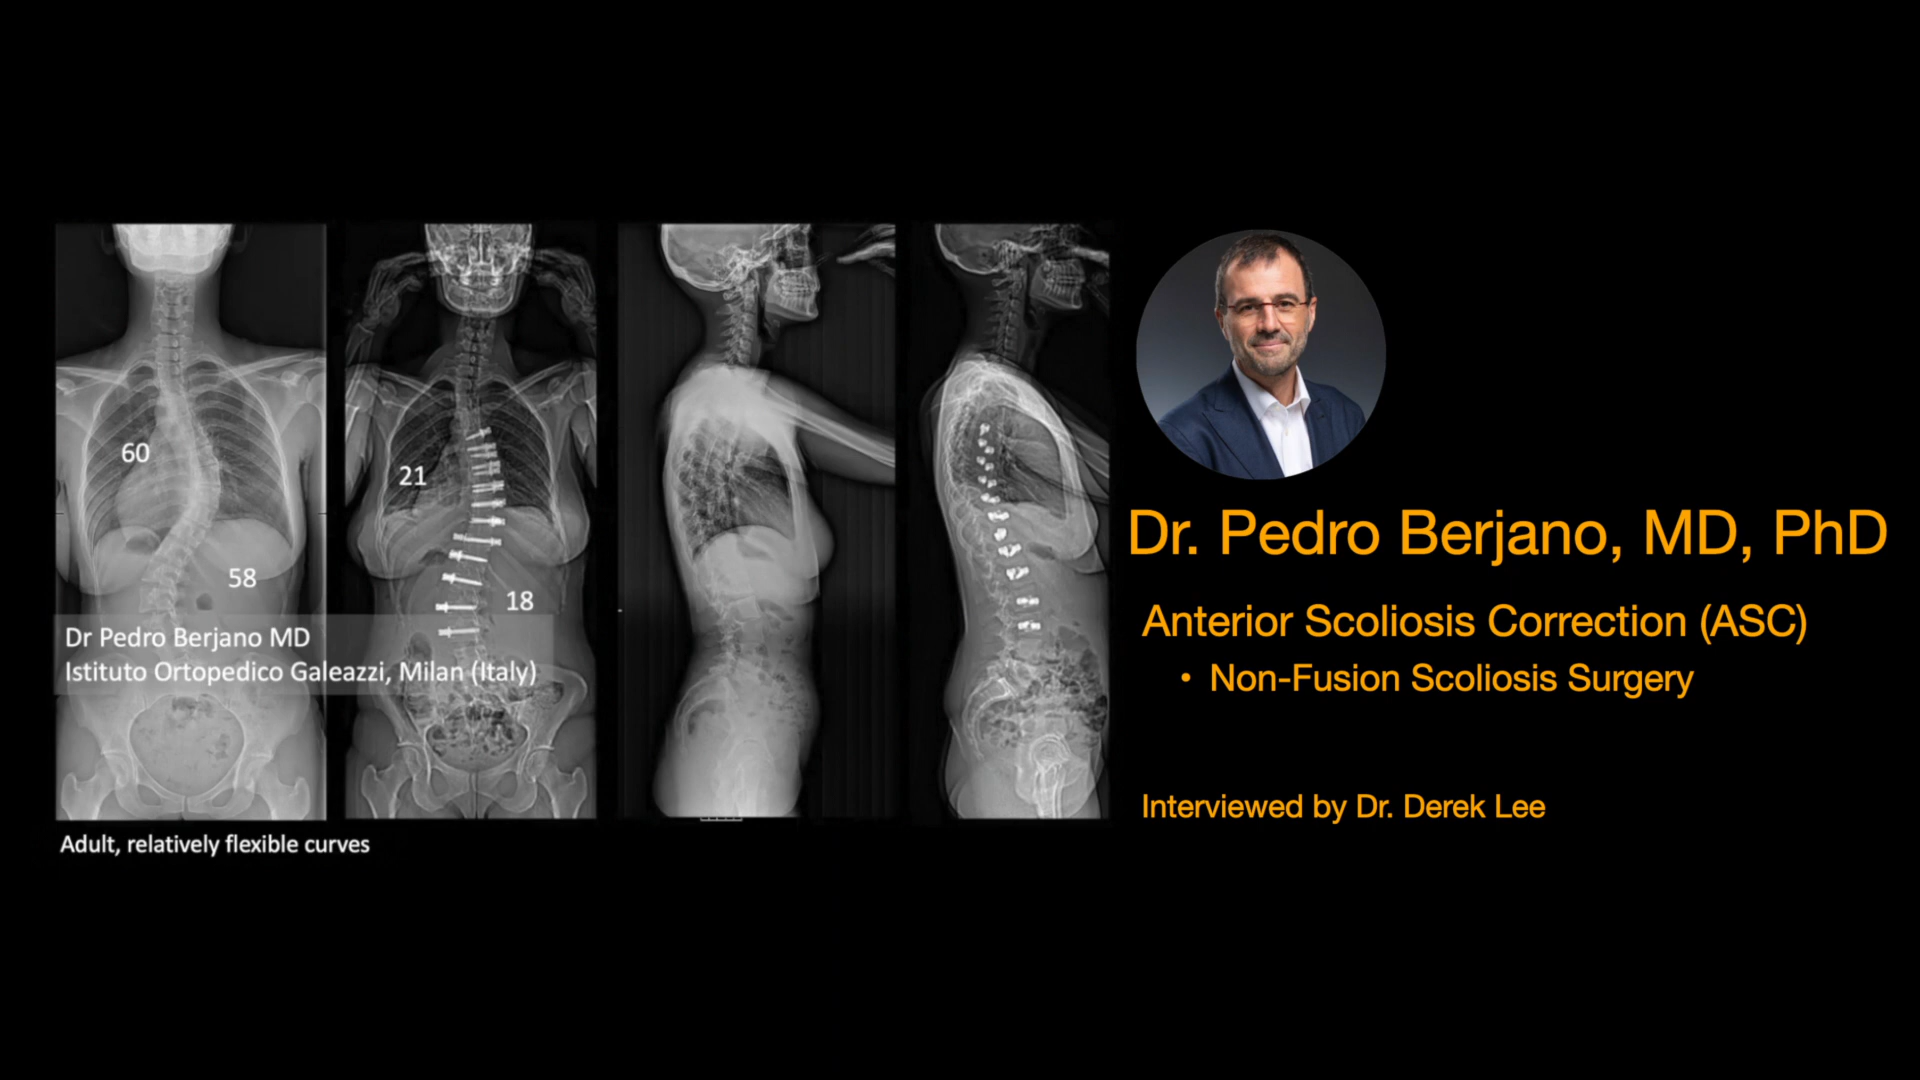 60
21
58
18
Dr Pedro Berjano MD
Istituto Ortopedico Galeazzi, Milan (Italy)
Adult, relatively flexible curves
Dr. Pedro Berjano, MD, PhD
Anterior Scoliosis Correction (ASC)
• Non-Fusion Scoliosis Surgery
Interviewed by Dr. Derek Lee